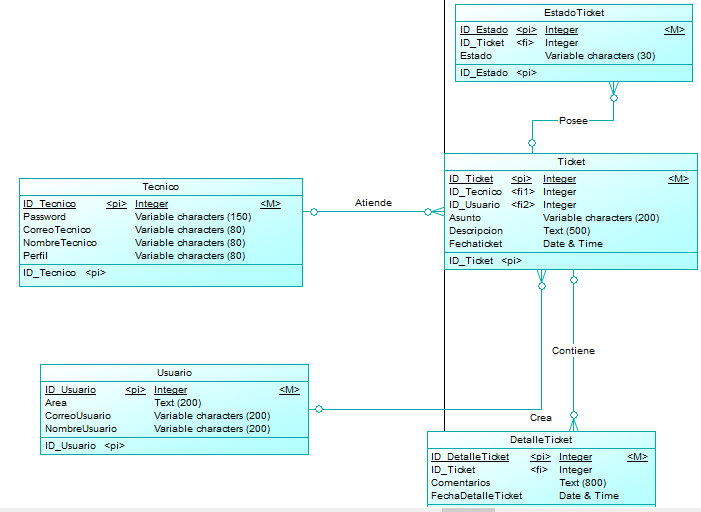 EstadoTicket
ID_Estado <pi> Integer <M>
ID_Ticket <fi> Integer
Estado Variable characters (30)
ID_Estado <pi>
Posee
Ticket
ID_Ticket <pi> Integer <M>
ID_Tecnico <fi1> Integer
ID_Usuario <fi2> Integer
Asunto Variable characters (200)
Descripcion Text (500)
Fechaticket Date & Time
ID_Ticket <pi>
Tecnico
ID_Tecnico <pi> Integer <M>
Password Variable characters (150)
CorreoTecnico Variable characters (80)
NombreTecnico Variable characters (80)
Perfil Variable characters (80)
ID_Tecnico <pi>
Atiende
Contiene
Usuario
ID_Usuario <pi> Integer <M>
Area Text (200)
CorreoUsuario Variable characters (200)
NombreUsuario Variable characters (200)
ID_Usuario <pi>
Crea
DetalleTicket
ID_DetalleTicket <pi> Integer <M>
ID_Ticket <fi> Integer
Comentarios Text (800)
FechaDetalleTicket Date & Time